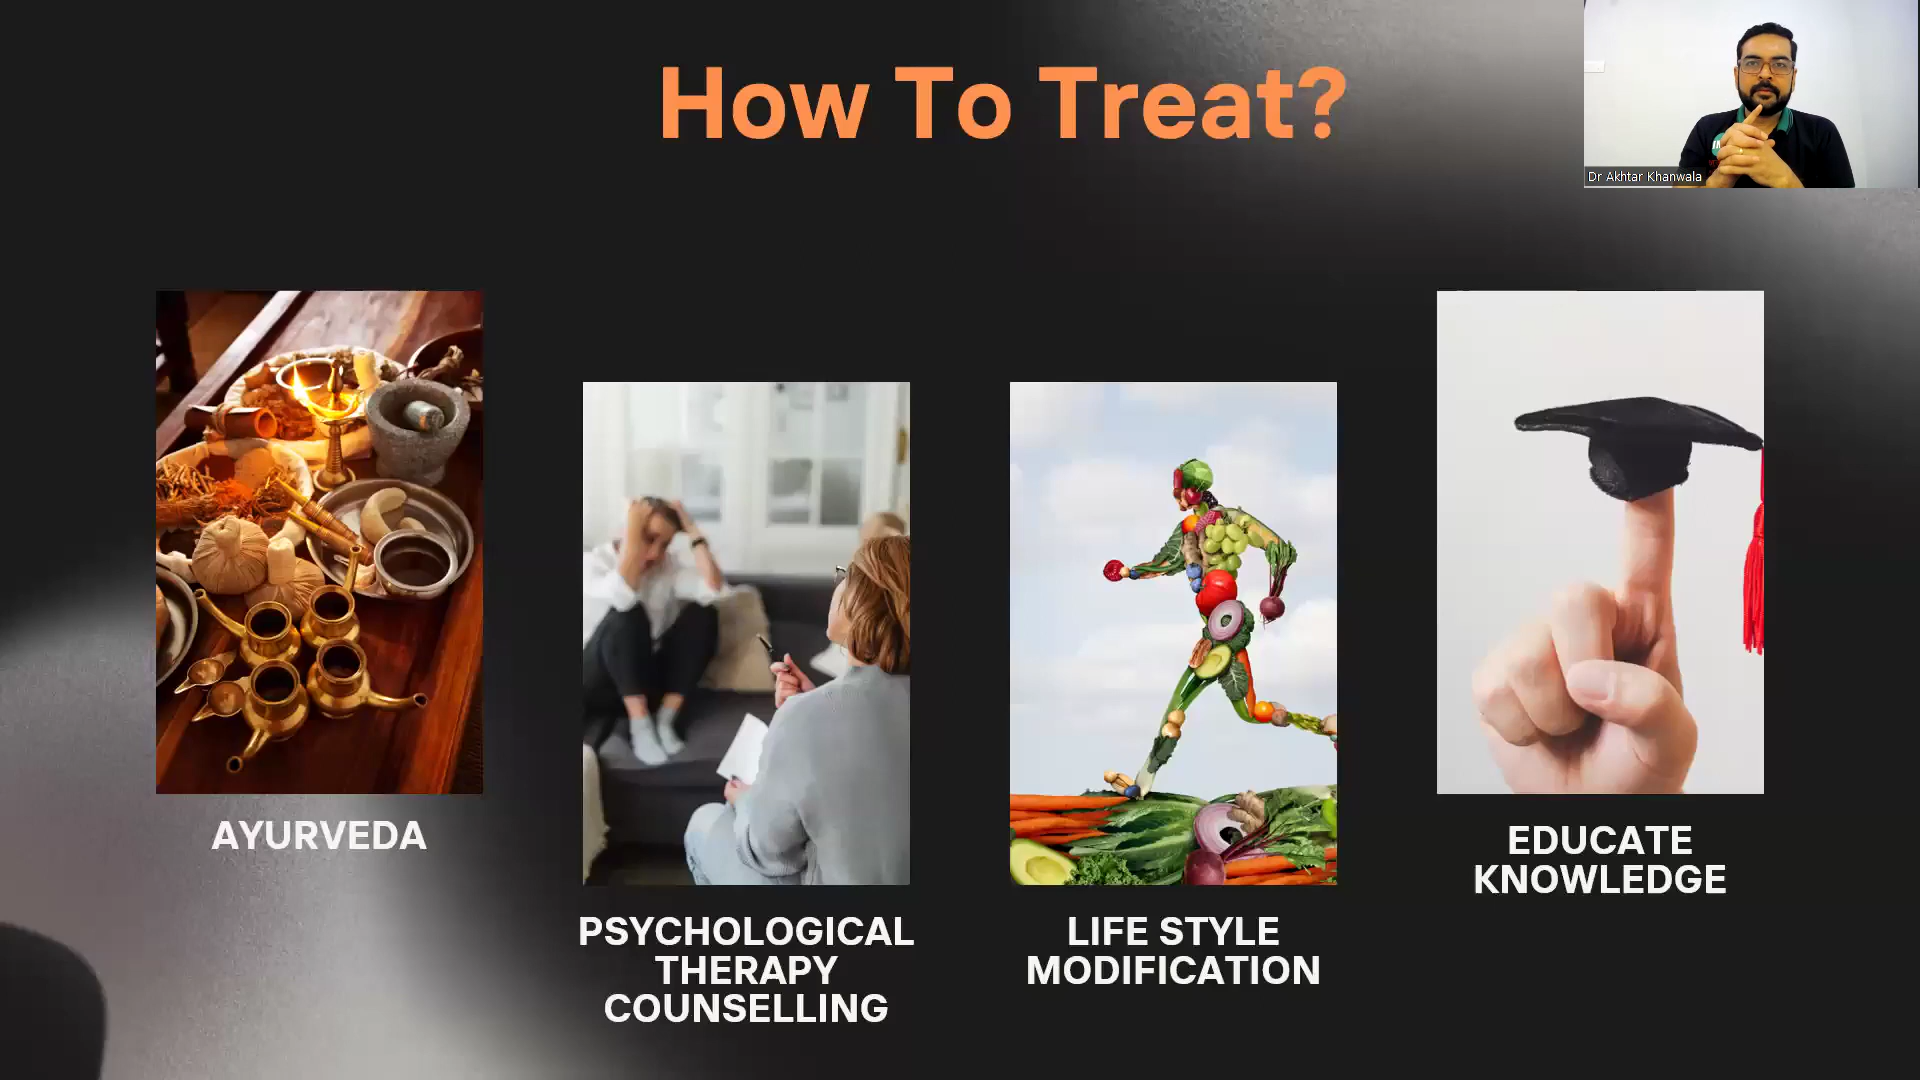 How To Treat?
Dr Akhtar Khanwala
AYURVEDA
PSYCHOLOGICAL
THERAPY
COUNSELLING
LIFE STYLE
MODIFICATION
EDUCATE
KNOWLEDGE